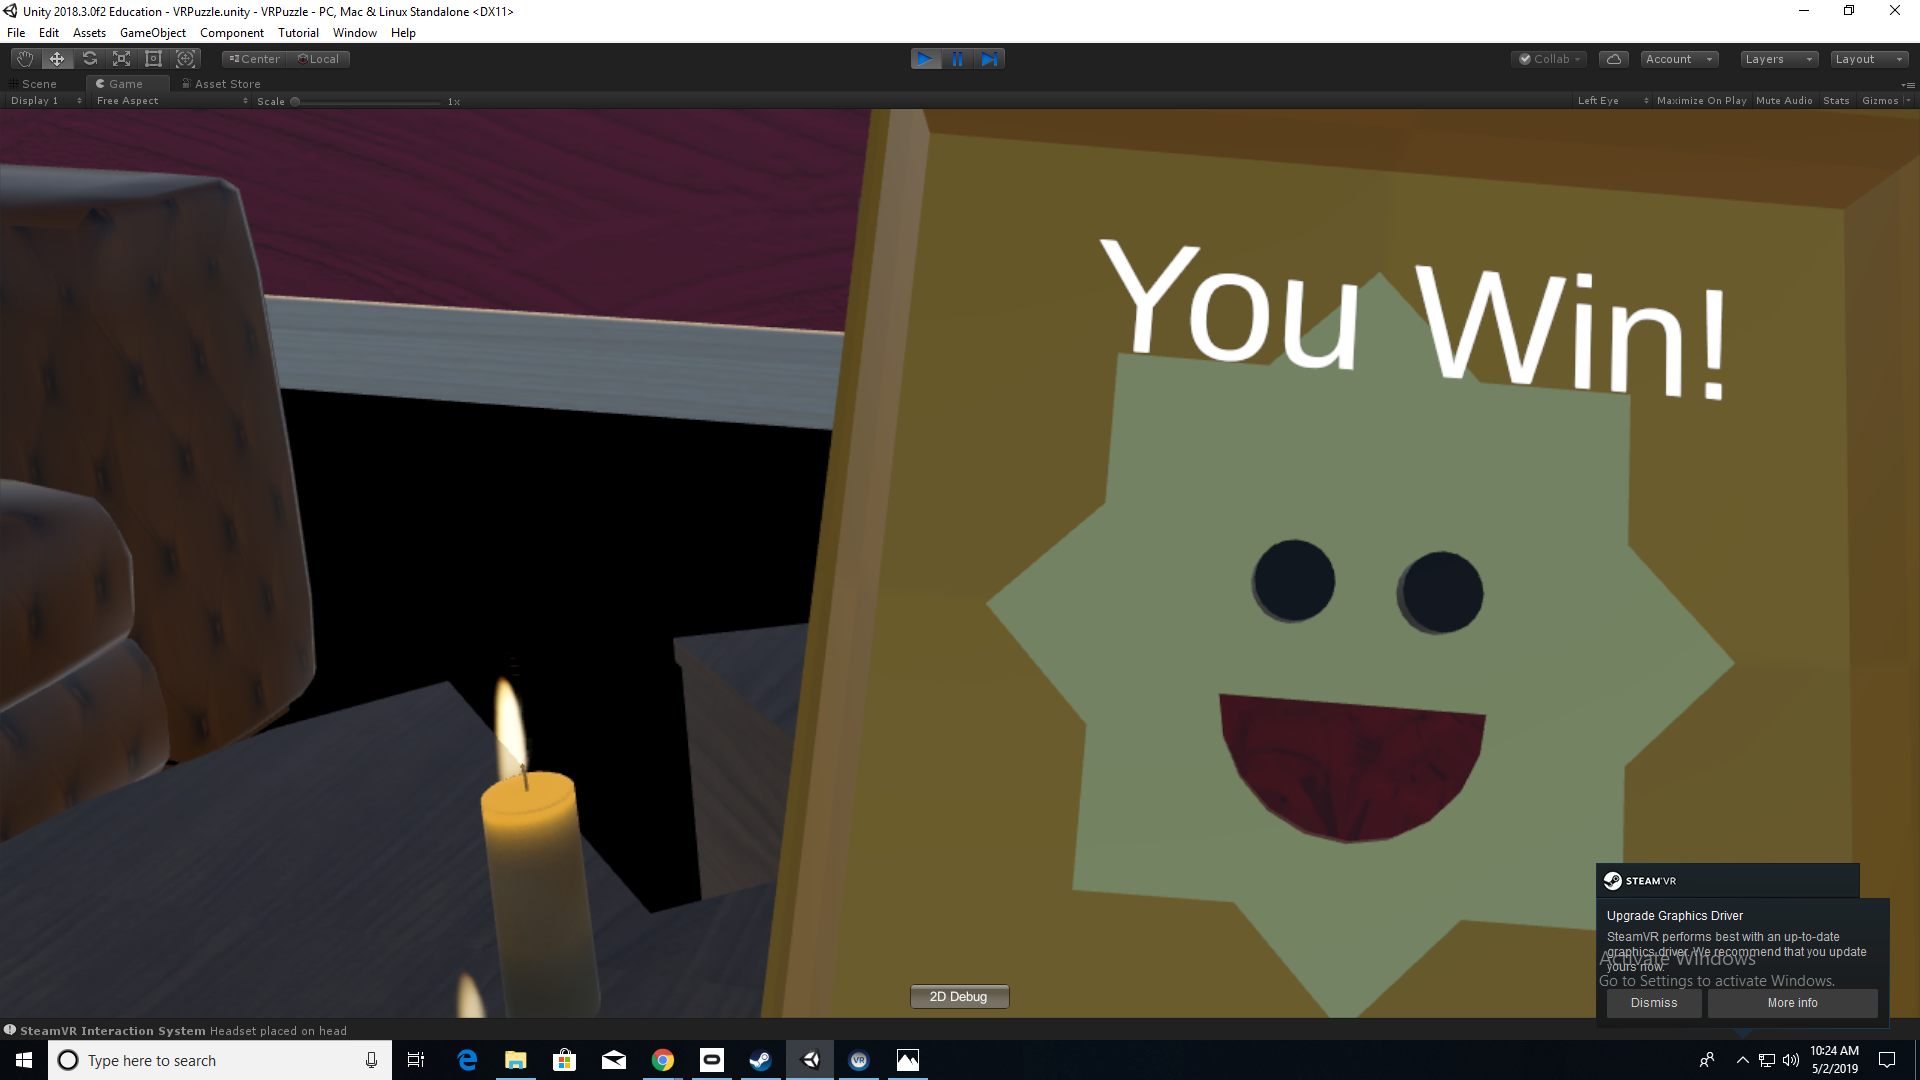 Unity 2018.3.0f2 Education - VRPuzzle.unity - VRPuzzle - PC, Mac & Linux Standalone <DX11>
File Edit Assets GameObject Component Tutorial Window Help
Center Local Collab Account Layers Layout
Scene Game Asset Store
Display 1 Free Aspect Scale 1x Left Eye Maximize On Play Mute Audio Stats Gizmos
You Win!
STEAM VR
Upgrade Graphics Driver
SteamVR performs best with an up-to-date
graphics driver. We recommend that you update
yours now.
Activate Windows
Go to Settings to activate Windows.
2D Debug
Dismiss More info
SteamVR Interaction System Headset placed on head
Type here to search
VR
10:24 AM
5/2/2019